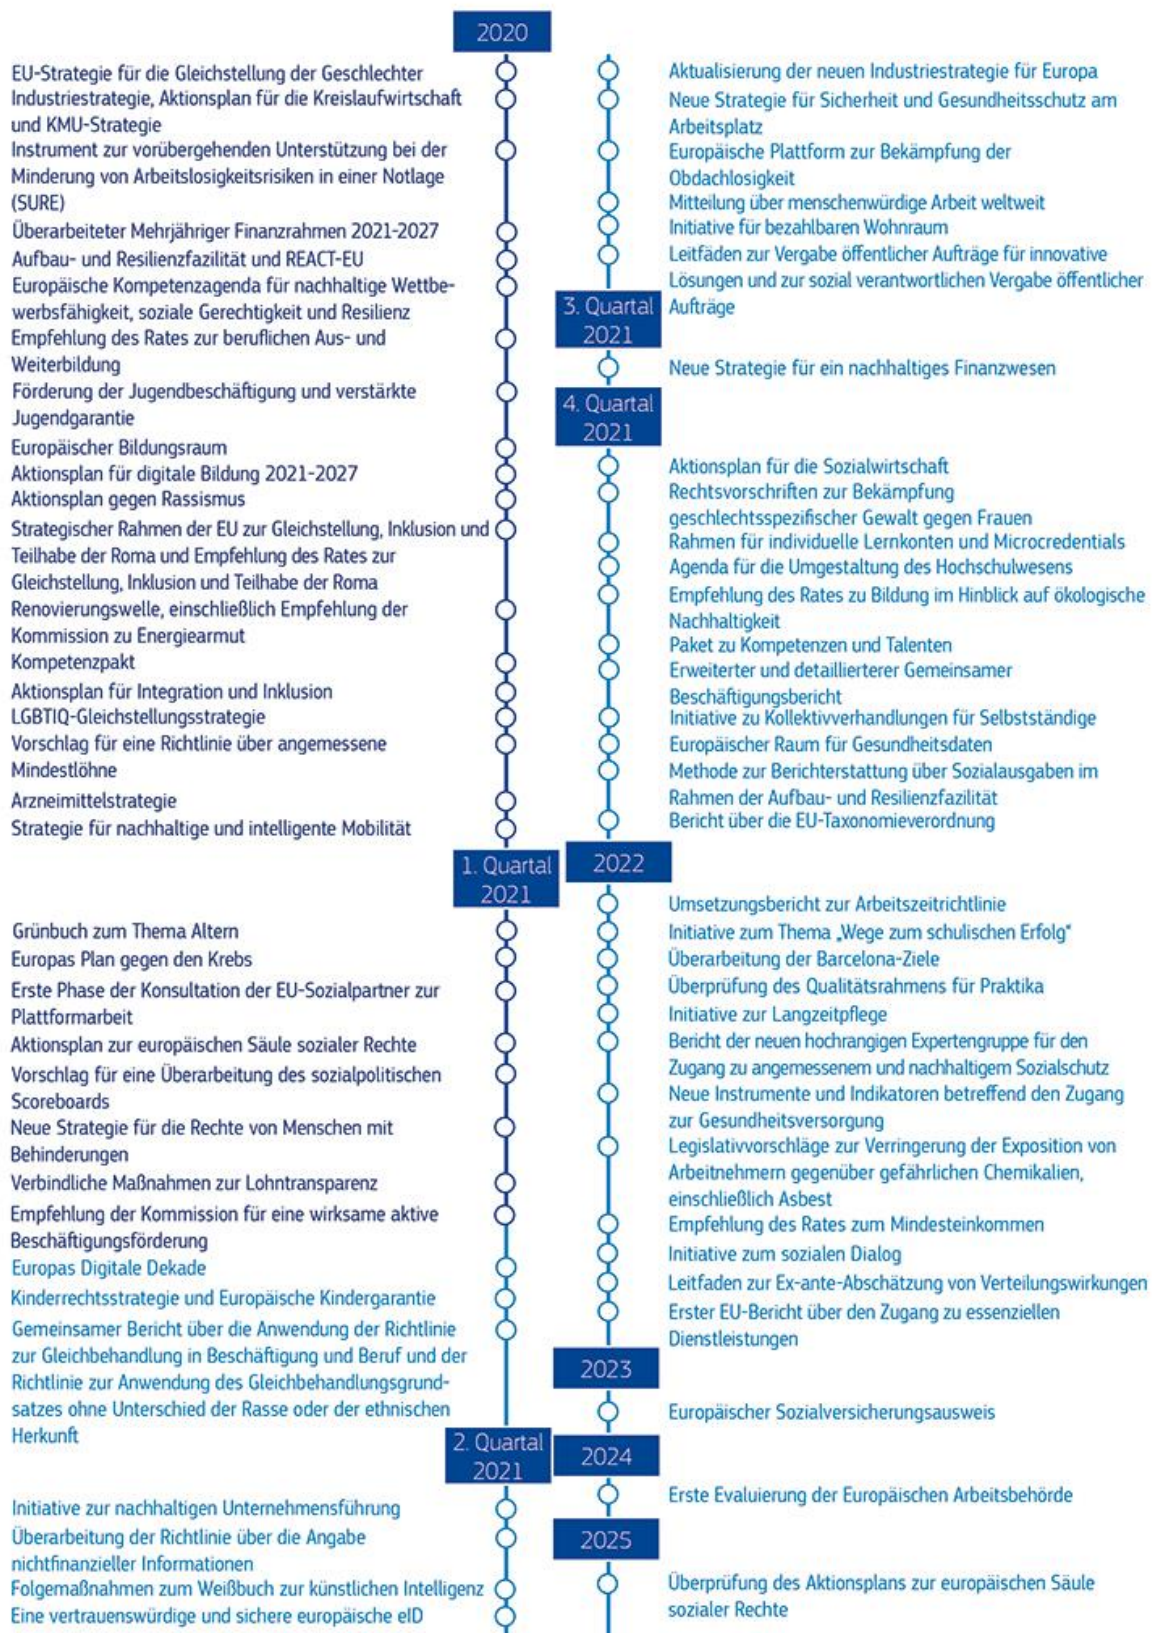 2020
EU-Strategie für die Gleichstellung der Geschlechter
Industriestrategie, Aktionsplan für die Kreislaufwirtschaft
und KMU-Strategie
Instrument zur vorübergehenden Unterstützung bei der
Minderung von Arbeitslosigkeitsrisiken in einer Notlage
(SURE)
Überarbeiteter Mehrjähriger Finanzrahmen 2021-2027
Aufbau- und Resilienzfazilität und REACT-EU
Europäische Kompetenzagenda für nachhaltige Wettbe-
werbsfähigkeit, soziale Gerechtigkeit und Resilienz
Empfehlung des Rates zur beruflichen Aus- und
Weiterbildung
Förderung der Jugendbeschäftigung und verstärkte
Jugendgarantie
Europäischer Bildungsraum
Aktionsplan für digitale Bildung 2021-2027
Aktionsplan gegen Rassismus
Strategischer Rahmen der EU zur Gleichstellung, Inklusion und
Teilhabe der Roma und Empfehlung des Rates zur
Gleichstellung, Inklusion und Teilhabe der Roma
Renovierungswelle, einschließlich Empfehlung der
Kommission zu Energiearmut
Kompetenzpakt
Aktionsplan für Integration und Inklusion
LGBTIQ-Gleichstellungsstrategie
Vorschlag für eine Richtlinie über angemessene
Mindestlöhne
Arzneimittelstrategie
Strategie für nachhaltige und intelligente Mobilität
1. Quartal
2021
Grünbuch zum Thema Altern
Europas Plan gegen den Krebs
Erste Phase der Konsultation der EU-Sozialpartner zur
Plattformarbeit
Aktionsplan zur europäischen Säule sozialer Rechte
Vorschlag für eine Überarbeitung des sozialpolitischen
Scoreboards
Neue Strategie für die Rechte von Menschen mit
Behinderungen
Verbindliche Maßnahmen zur Lohntransparenz
Empfehlung der Kommission für eine wirksame aktive
Beschäftigungsförderung
Europas Digitale Dekade
Kinderrechtsstrategie und Europäische Kindergarantie
Gemeinsamer Bericht über die Anwendung der Richtlinie
zur Gleichbehandlung in Beschäftigung und Beruf und der
Richtlinie zur Anwendung des Gleichbehandlungsgrund-
satzes ohne Unterschied der Rasse oder der ethnischen
Herkunft
2. Quartal
2021
Initiative zur nachhaltigen Unternehmensführung
Überarbeitung der Richtlinie über die Angabe
nichtfinanzieller Informationen
Folgemaßnahmen zum Weißbuch zur künstlichen Intelligenz
Eine vertrauenswürdige und sichere europäische eID
Aktualisierung der neuen Industriestrategie für Europa
Neue Strategie für Sicherheit und Gesundheitsschutz am
Arbeitsplatz
Europäische Plattform zur Bekämpfung der
Obdachlosigkeit
Mitteilung über menschenwürdige Arbeit weltweit
Initiative für bezahlbaren Wohnraum
Leitfäden zur Vergabe öffentlicher Aufträge für innovative
Lösungen und zur sozial verantwortlichen Vergabe öffentlicher
Aufträge
3. Quartal
2021
Neue Strategie für ein nachhaltiges Finanzwesen
4. Quartal
2021
Aktionsplan für die Sozialwirtschaft
Rechtsvorschriften zur Bekämpfung
geschlechtsspezifischer Gewalt gegen Frauen
Rahmen für individuelle Lernkonten und Microcredentials
Agenda für die Umgestaltung des Hochschulwesens
Empfehlung des Rates zu Bildung im Hinblick auf ökologische
Nachhaltigkeit
Paket zu Kompetenzen und Talenten
Erweiterter und detaillierterer Gemeinsamer
Beschäftigungsbericht
Initiative zu Kollektivverhandlungen für Selbstständige
Europäischer Raum für Gesundheitsdaten
Methode zur Berichterstattung über Sozialausgaben im
Rahmen der Aufbau- und Resilienzfazilität
Bericht über die EU-Taxonomieverordnung
2022
Umsetzungsbericht zur Arbeitszeitrichtlinie
Initiative zum Thema „Wege zum schulischen Erfolg“
Überarbeitung der Barcelona-Ziele
Überprüfung des Qualitätsrahmens für Praktika
Initiative zur Langzeitpflege
Bericht der neuen hochrangigen Expertengruppe für den
Zugang zu angemessenem und nachhaltigem Sozialschutz
Neue Instrumente und Indikatoren betreffend den Zugang
zur Gesundheitsversorgung
Legislativvorschläge zur Verringerung der Exposition von
Arbeitnehmern gegenüber gefährlichen Chemikalien,
einschließlich Asbest
Empfehlung des Rates zum Mindesteinkommen
Initiative zum sozialen Dialog
Leitfaden zur Ex-ante-Abschätzung von Verteilungswirkungen
Erster EU-Bericht über den Zugang zu essenziellen
Dienstleistungen
2023
Europäischer Sozialversicherungsausweis
2024
Erste Evaluierung der Europäischen Arbeitsbehörde
2025
Überprüfung des Aktionsplans zur europäischen Säule
sozialer Rechte